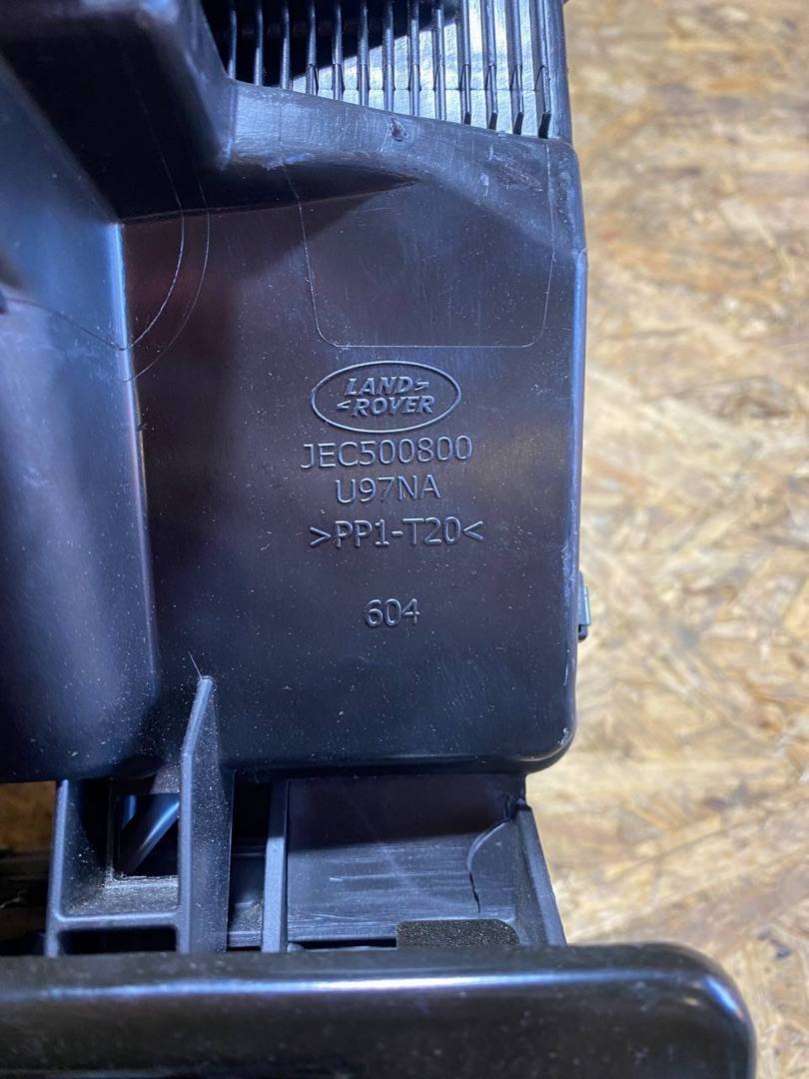 LAND
ROVER
JEC500800
U97NA
>PP1-T20<
604